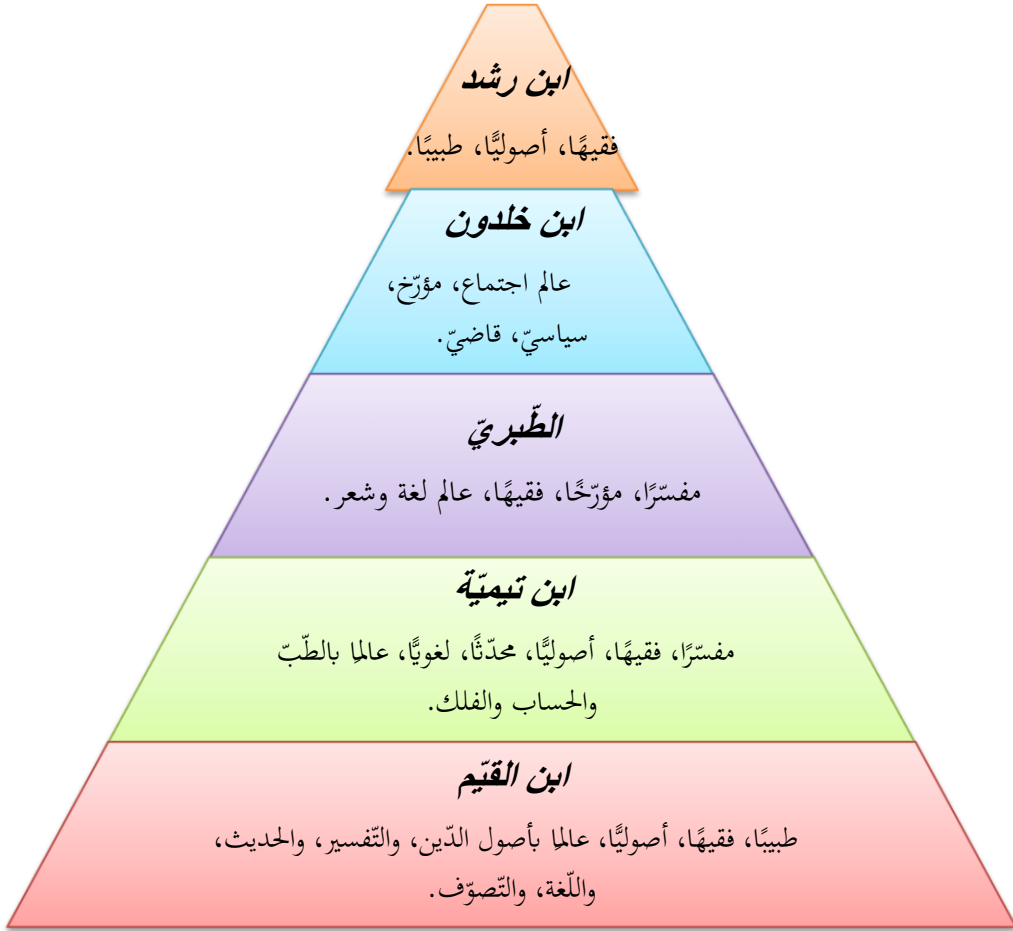 ابن رشد
فقيهًا، أصوليًّا، طبيبًا.
ابن خلدون
عالم اجتماع، مؤرّخ،
سياسيّ، قاضيّ.
الطّبريّ
مفسّرًا، مؤرّخًا، فقيهًا، عالم لغة وشعر.
ابن تيميّة
مفسّرًا، فقيهًا، أصوليًّا، محدّثًا، لغويًّا، عالما بالطّبّ
والحساب والفلك.
ابن القيّم
طبيبًا، فقيهًا، أصوليًّا، عالما بأصول الدّين، والتّفسير، والحديث،
واللّغة، والتّصوّف.